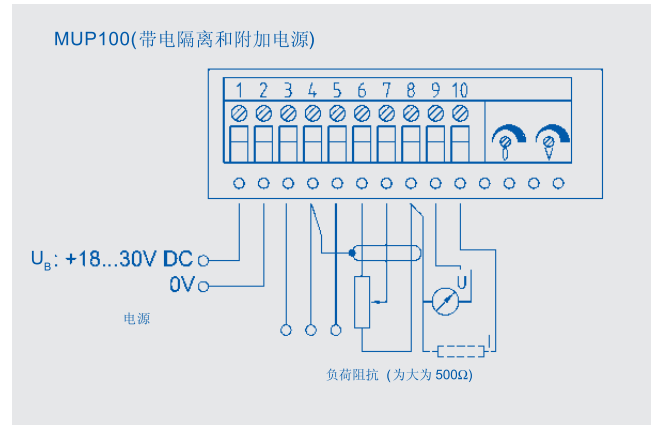 MUP100(带电隔离和附加电源)
1 2 3 4 5 6 7 8 9 10
U_B: +18...30V DC
0V
电源
U
I
负荷阻抗 (为大为 500Ω)